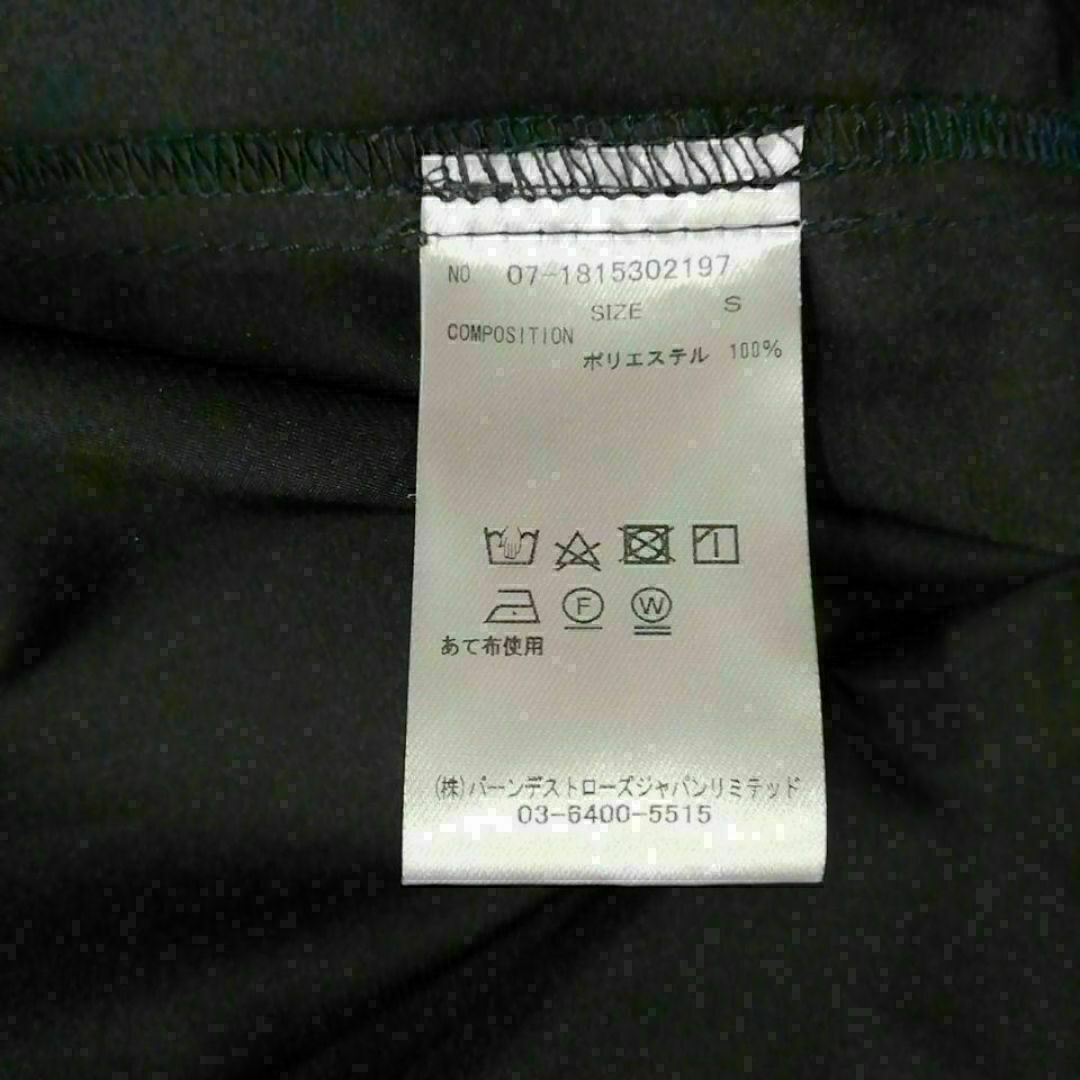 NO 07-1815302197
SIZE S
COMPOSITION
ポリエステル 100%
F W
あて布使用
(株)バーンデストローズジャパンリミテッド
03-6400-5515